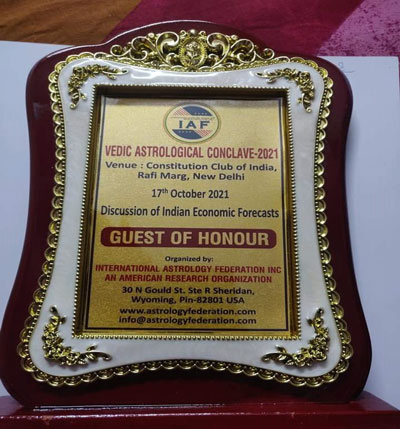 IAF
VEDIC ASTROLOGICAL CONCLAVE-2021
Venue : Constitution Club of India,
Rafi Marg, New Delhi
17th October 2021
Discussion of Indian Economic Forecasts
GUEST OF HONOUR
Organized by:
INTERNATIONAL ASTROLOGY FEDERATION INC
AN AMERICAN RESEARCH ORGANIZATION
30 N Gould St. Ste R Sheridan,
Wyoming, Pin-82801 USA
www.astrologyfederation.com
info@astrologyfederation.com